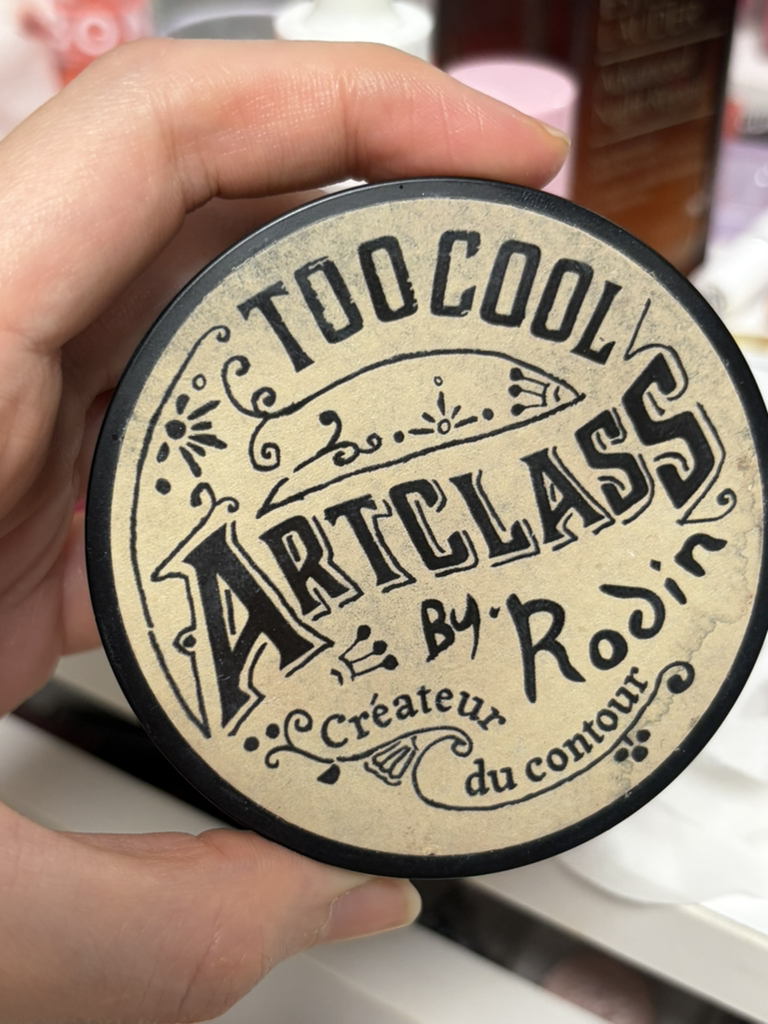 TOO COOL
ARTCLASS
By. Rodin
Créateur
du contour